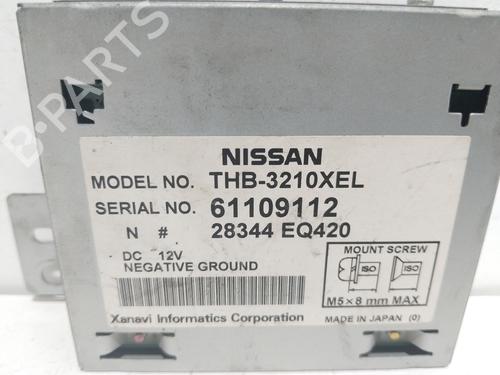 B-PARTS
NISSAN
MODEL NO. THB-3210XEL
SERIAL NO. 61109112
N # 28344 EQ420
DC 12V
NEGATIVE GROUND
MOUNT SCREW
ISO ISO
M5×8 mm MAX
Xanavi Informatics Corporation
MADE IN JAPAN (0)